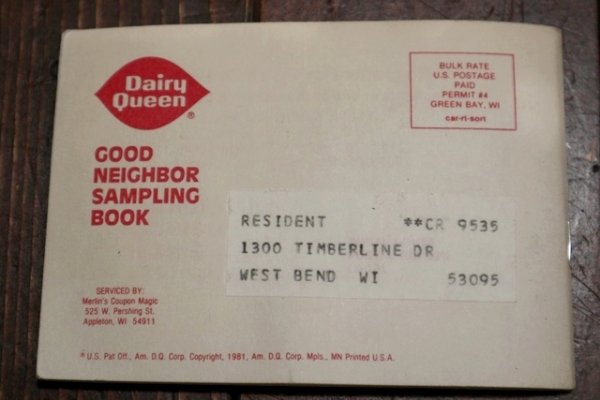 Dairy
Queen
®
GOOD
NEIGHBOR
SAMPLING
BOOK
BULK RATE
U.S. POSTAGE
PAID
PERMIT #4
GREEN BAY, WI
car-rt-sort
RESIDENT **CR 9535
1300 TIMBERLINE DR
WEST BEND WI 53095
SERVICED BY:
Merlin's Coupon Magic
525 W. Pershing St.
Appleton, WI 54911
® U.S. Pat Off., Am. D.Q. Corp. Copyright, 1981, Am. D.Q. Corp. Mpls., MN Printed U.S.A.